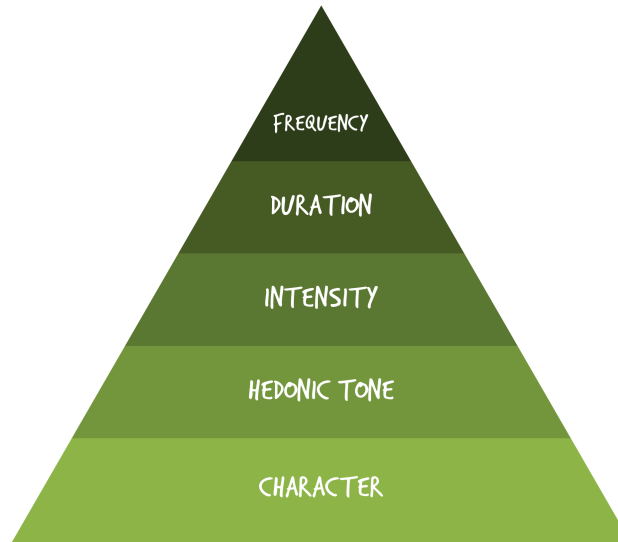 FREQUENCY
DURATION
INTENSITY
HEDONIC TONE
CHARACTER